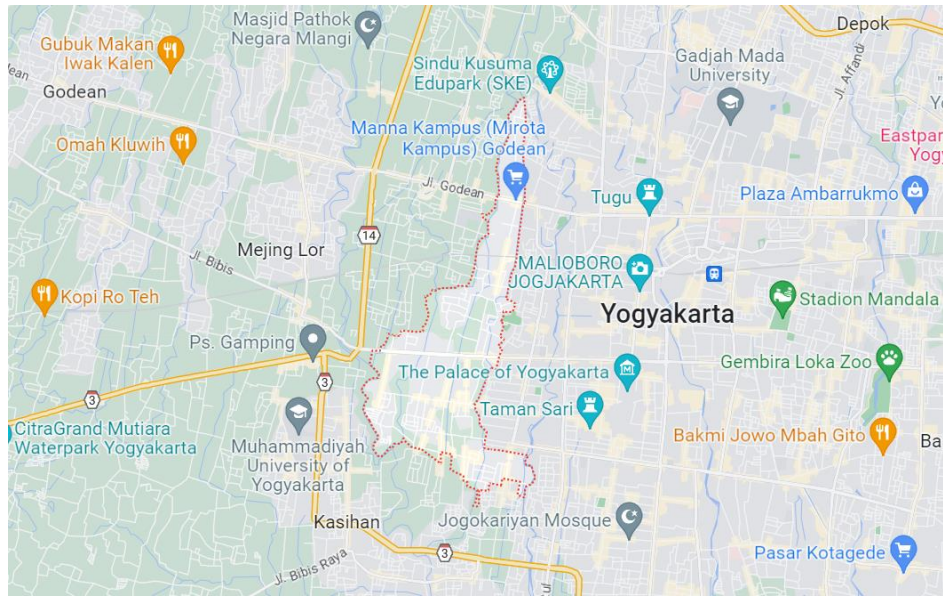 Masjid Pathok
Negara Mlangi
Depok
Gubuk Makan
Iwak Kalen
Sindu Kusuma
Edupark (SKE)
Gadjah Mada
University
Jl. Affandi
dean
Godean
Manna Kampus (Mirota
Kampus) Godean
Omah Kluwih
Eastpar
Yogy
Jl. Godean
Tugu
Plaza Ambarrukmo
14
Mejing Lor
Jl. Bibis
MALIOBORO
JOGJAKARTA
Kopi Ro Teh
Yogyakarta
Stadion Mandala
Ps. Gamping
The Palace of Yogyakarta
Gembira Loka Zoo
3
3
Taman Sari
CitraGrand Mutiara
Waterpark Yogyakarta
Muhammadiyah
University of
Yogyakarta
Bakmi Jowo Mbah Gito
Ba
Kasihan
Jogokariyan Mosque
3
Jl. Bibis Raya
Pasar Kotagede